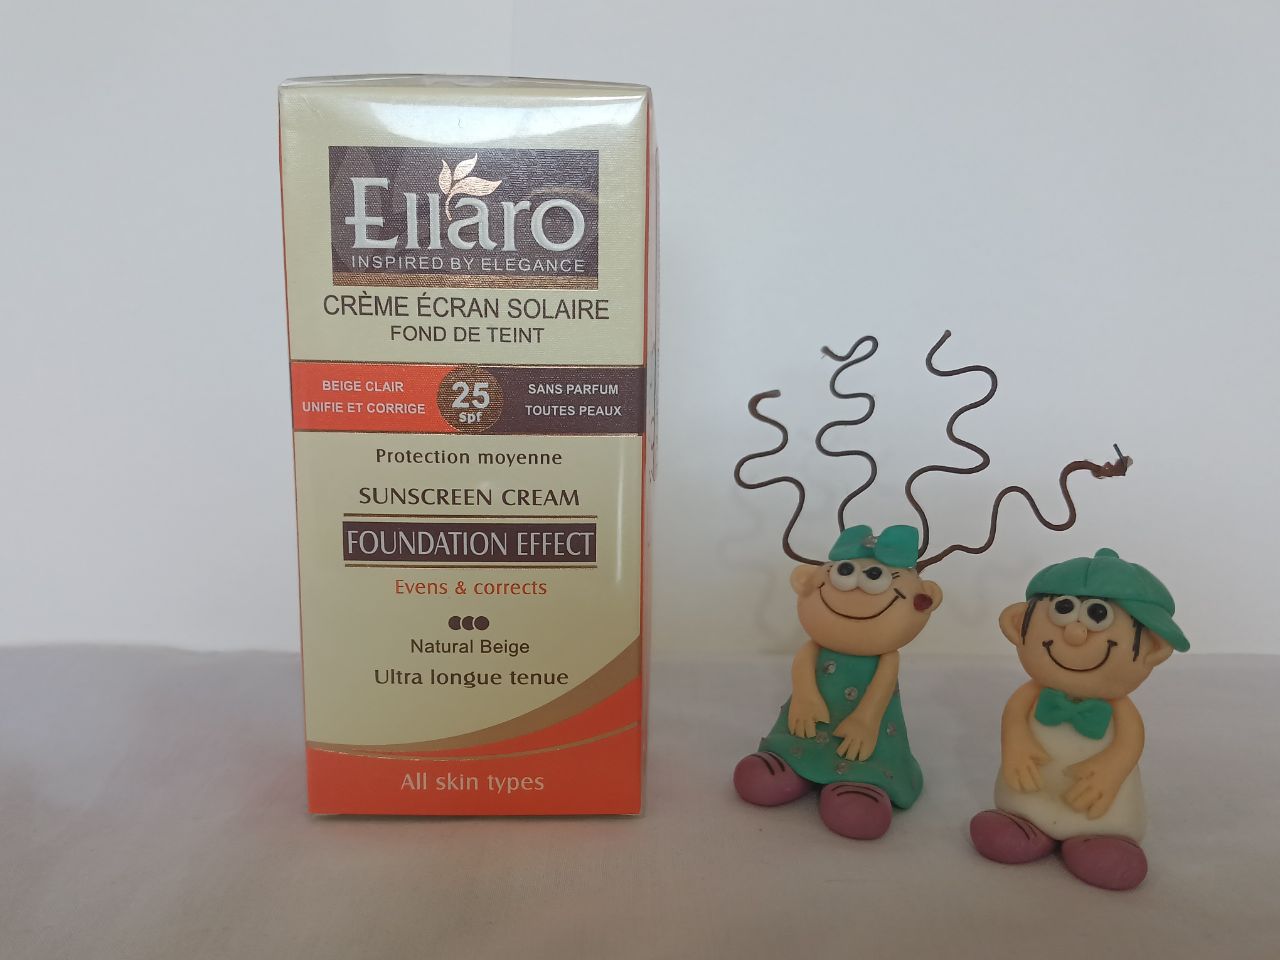 Ellaro
INSPIRED BY ELEGANCE
CRÈME ÉCRAN SOLAIRE
FOND DE TEINT
BEIGE CLAIR
UNIFIE ET CORRIGE
25
spf
SANS PARFUM
TOUTES PEAUX
Protection moyenne
SUNSCREEN CREAM
FOUNDATION EFFECT
Evens & corrects
Natural Beige
Ultra longue tenue
All skin types